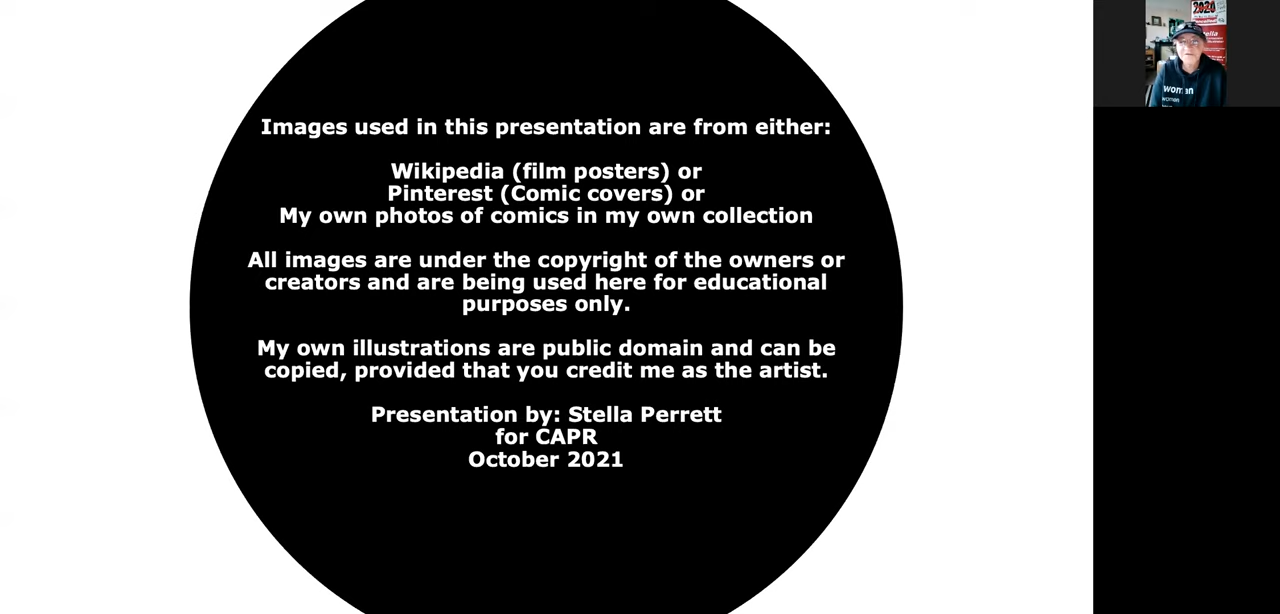 Images used in this presentation are from either:
Wikipedia (film posters) or
Pinterest (Comic covers) or
My own photos of comics in my own collection
All images are under the copyright of the owners or
creators and are being used here for educational
purposes only.
My own illustrations are public domain and can be
copied, provided that you credit me as the artist.
Presentation by: Stella Perrett
for CAPR
October 2021
2020
women
women